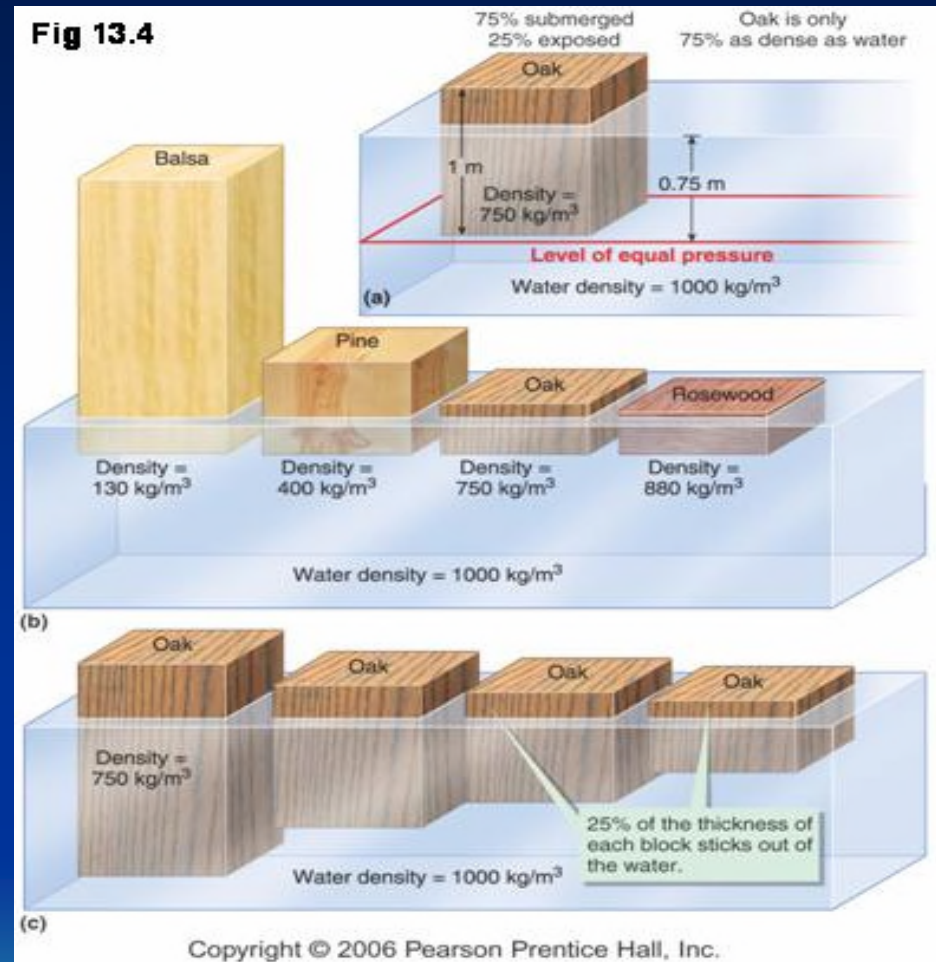 Fig 13.4
75% submerged
25% exposed
Oak is only
75% as dense as water
Oak
1 m
Density =
750 kg/m³
0.75 m
Level of equal pressure
Water density = 1000 kg/m³
(a)
Balsa
Pine
Oak
Rosewood
Density =
130 kg/m³
Density =
400 kg/m³
Density =
750 kg/m³
Density =
880 kg/m³
Water density = 1000 kg/m³
(b)
Oak
Oak
Oak
Oak
Density =
750 kg/m³
25% of the thickness of
each block sticks out of
the water.
Water density = 1000 kg/m³
(c)
Copyright © 2006 Pearson Prentice Hall, Inc.